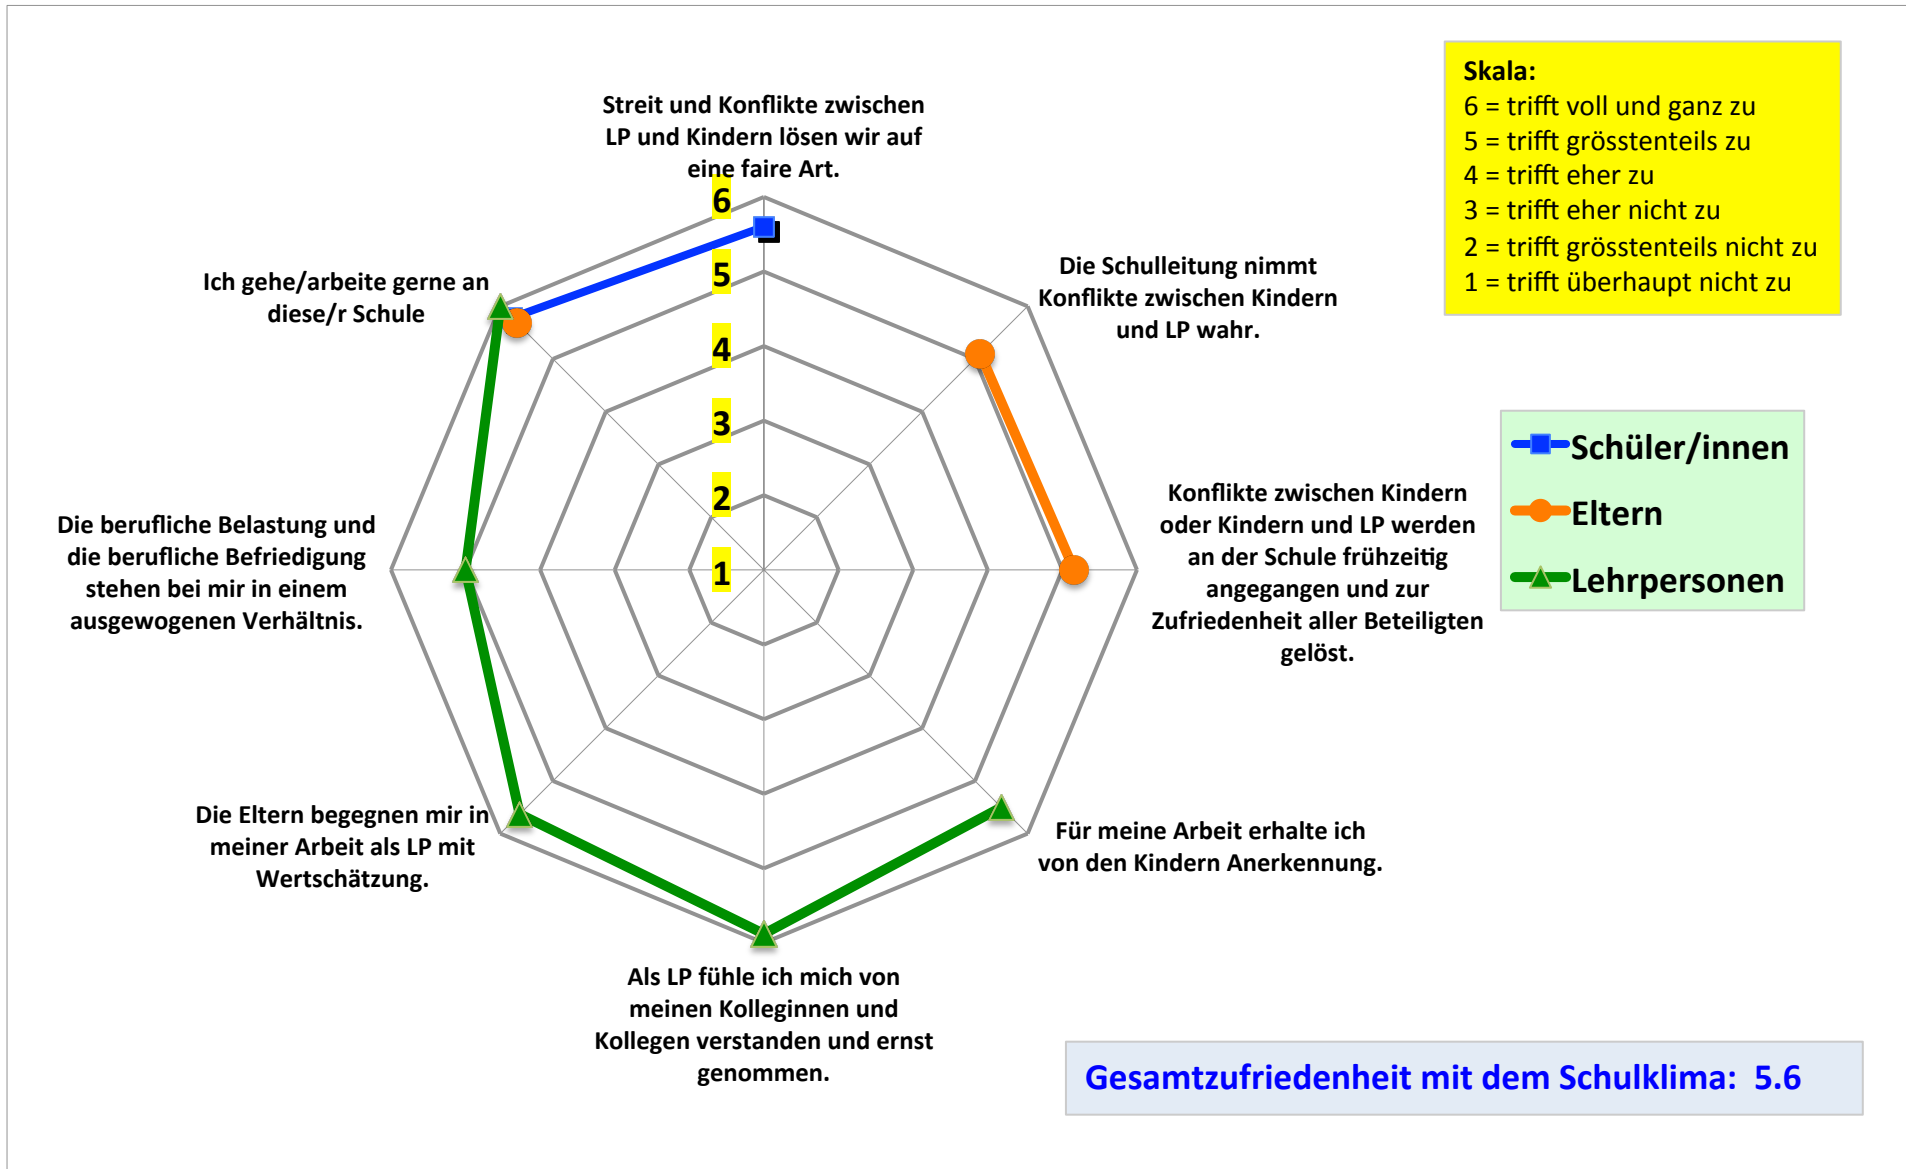 Skala:
6 = trifft voll und ganz zu
5 = trifft grösstenteils zu
4 = trifft eher zu
3 = trifft eher nicht zu
2 = trifft grösstenteils nicht zu
1 = trifft überhaupt nicht zu
Streit und Konflikte zwischen
LP und Kindern lösen wir auf
eine faire Art.
Die Schulleitung nimmt
Konflikte zwischen Kindern
und LP wahr.
Konflikte zwischen Kindern
oder Kindern und LP werden
an der Schule frühzeitig
angegangen und zur
Zufriedenheit aller Beteiligten
gelöst.
Für meine Arbeit erhalte ich
von den Kindern Anerkennung.
Als LP fühle ich mich von
meinen Kolleginnen und
Kollegen verstanden und ernst
genommen.
Die Eltern begegnen mir in
meiner Arbeit als LP mit
Wertschätzung.
Die berufliche Belastung und
die berufliche Befriedigung
stehen bei mir in einem
ausgewogenen Verhältnis.
Ich gehe/arbeite gerne an
diese/r Schule
6
5
4
3
2
1
Schüler/innen
Eltern
Lehrpersonen
Gesamtzufriedenheit mit dem Schulklima: 5.6